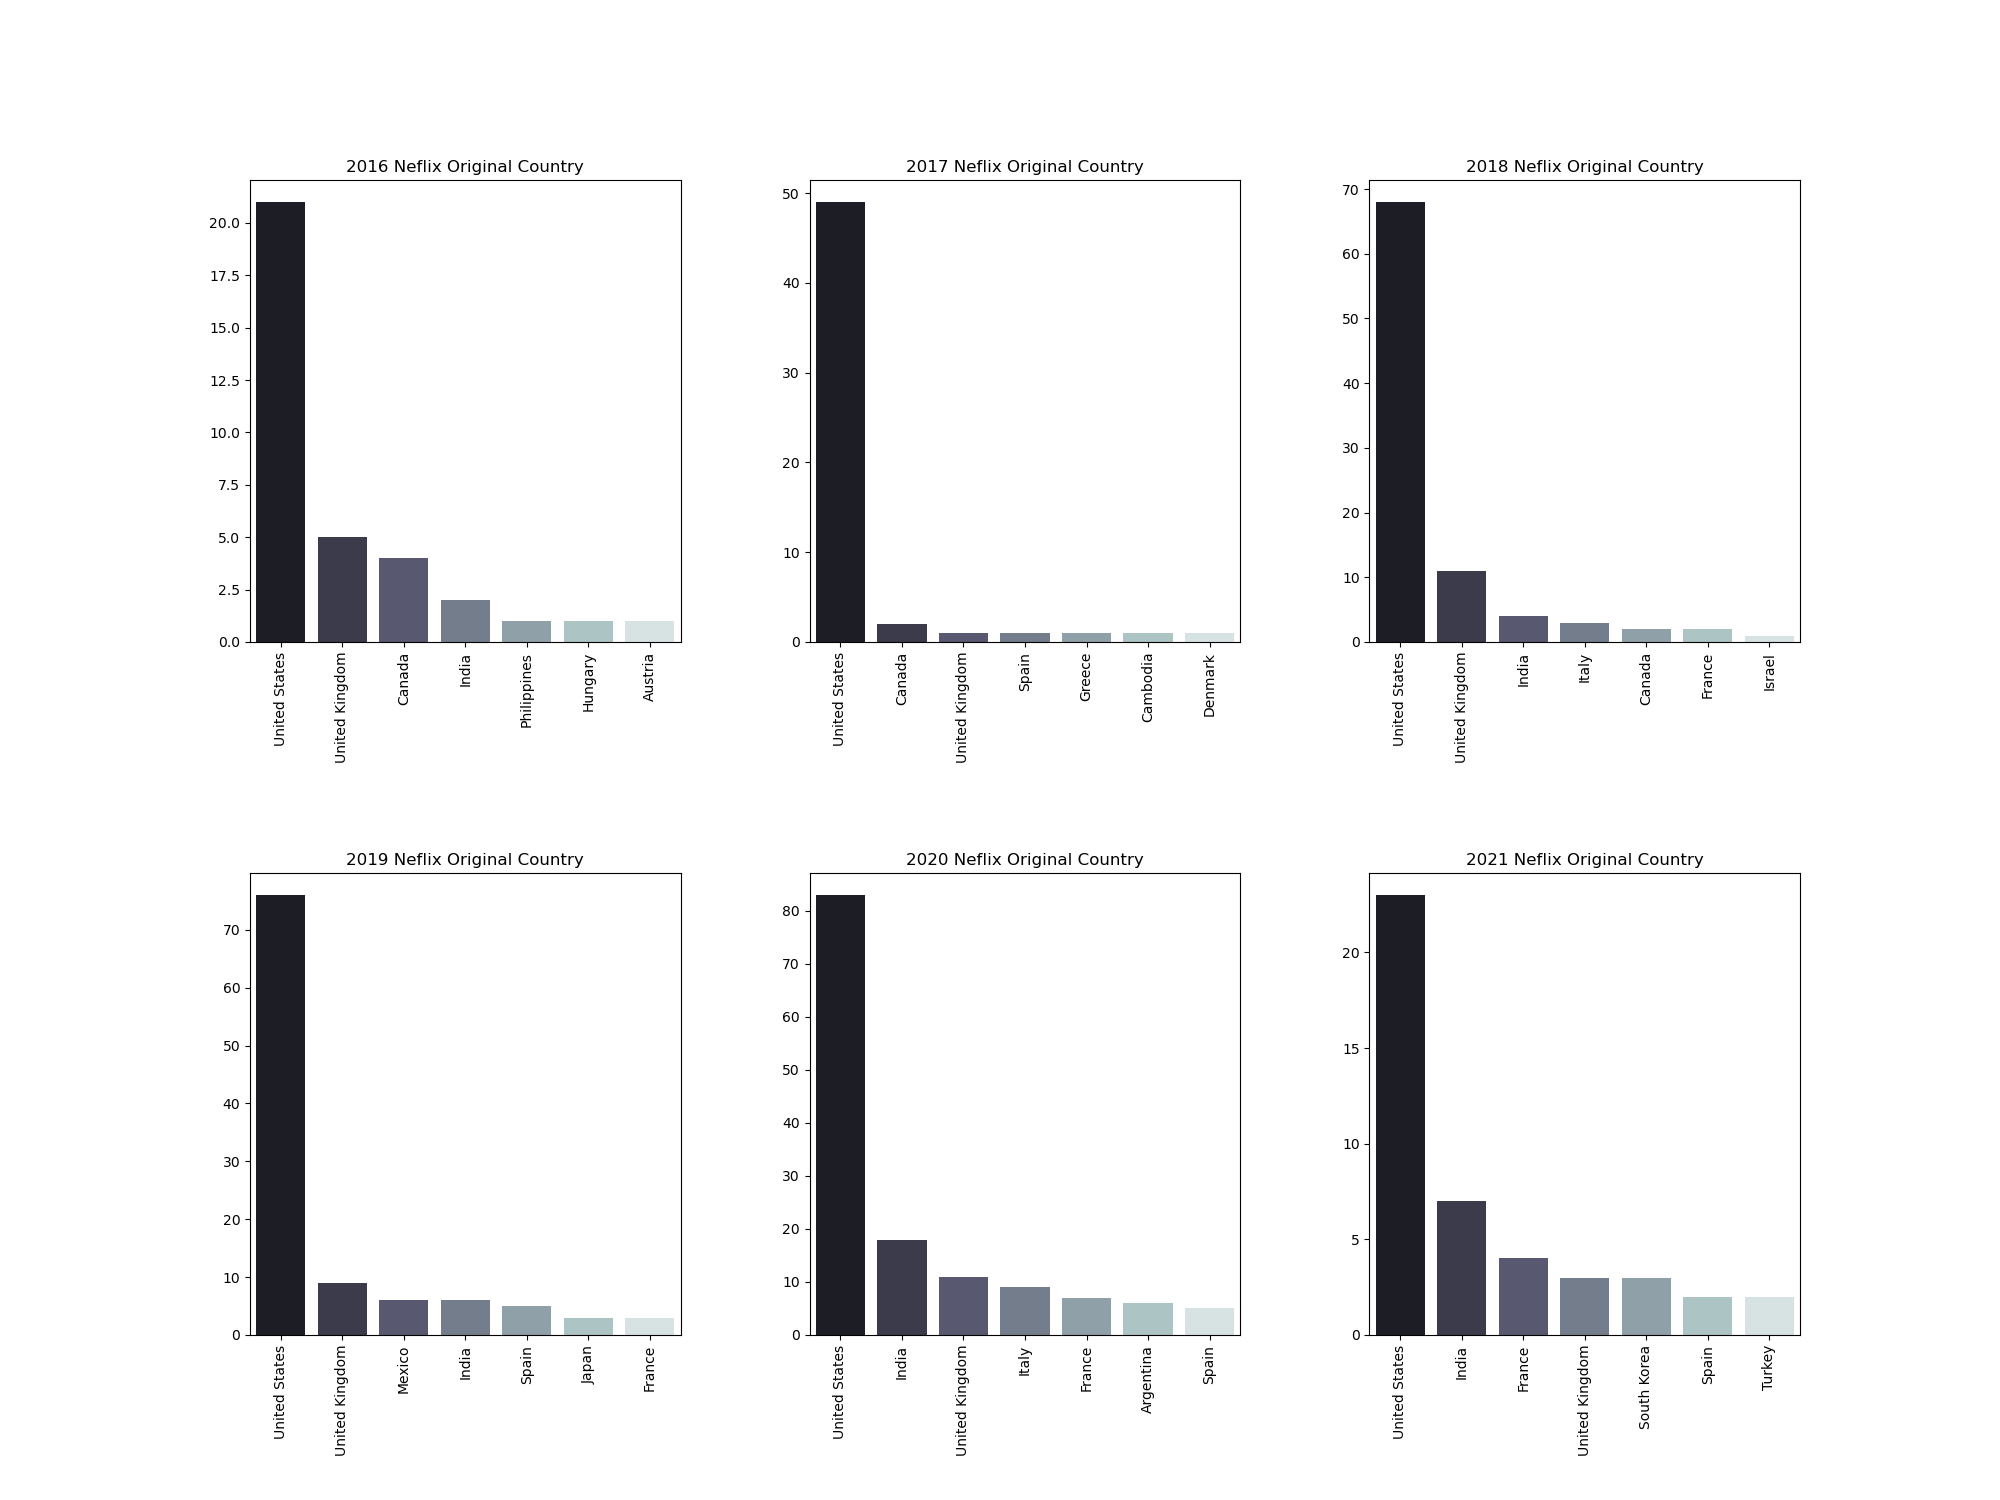 2016 Neflix Original Country
20.0
17.5
15.0
12.5
10.0
7.5
5.0
2.5
0.0
United States
United Kingdom
Canada
India
Philippines
Hungary
Austria
2017 Neflix Original Country
50
40
30
20
10
0
United States
Canada
United Kingdom
Spain
Greece
Cambodia
Denmark
2018 Neflix Original Country
70
60
50
40
30
20
10
0
United States
United Kingdom
India
Italy
Canada
France
Israel
2019 Neflix Original Country
70
60
50
40
30
20
10
0
United States
United Kingdom
Mexico
India
Spain
Japan
France
2020 Neflix Original Country
80
70
60
50
40
30
20
10
0
United States
India
United Kingdom
Italy
France
Argentina
Spain
2021 Neflix Original Country
20
15
10
5
0
United States
India
France
United Kingdom
South Korea
Spain
Turkey